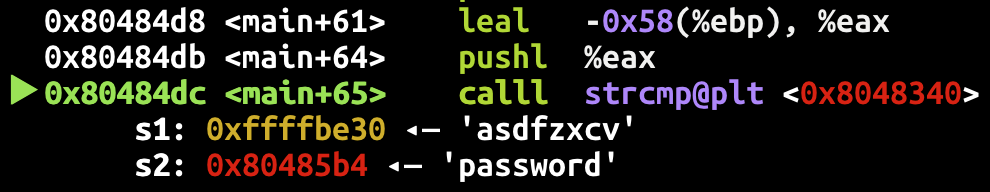 0x80484d8 <main+61> leal -0x58(%ebp), %eax
0x80484db <main+64> pushl %eax
►0x80484dc <main+65> calll strcmp@plt <0x8048340>
s1: 0xffffbe30 ◂— 'asdfzxcv'
s2: 0x80485b4 ◂— 'password'